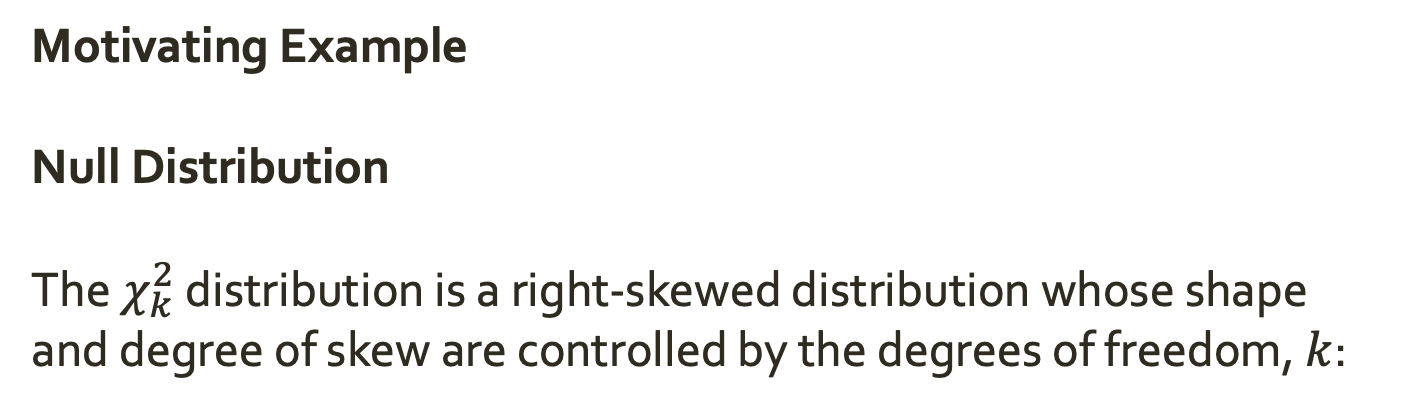 Motivating Example
Null Distribution
The χ²ₖ distribution is a right-skewed distribution whose shape
and degree of skew are controlled by the degrees of freedom, k: